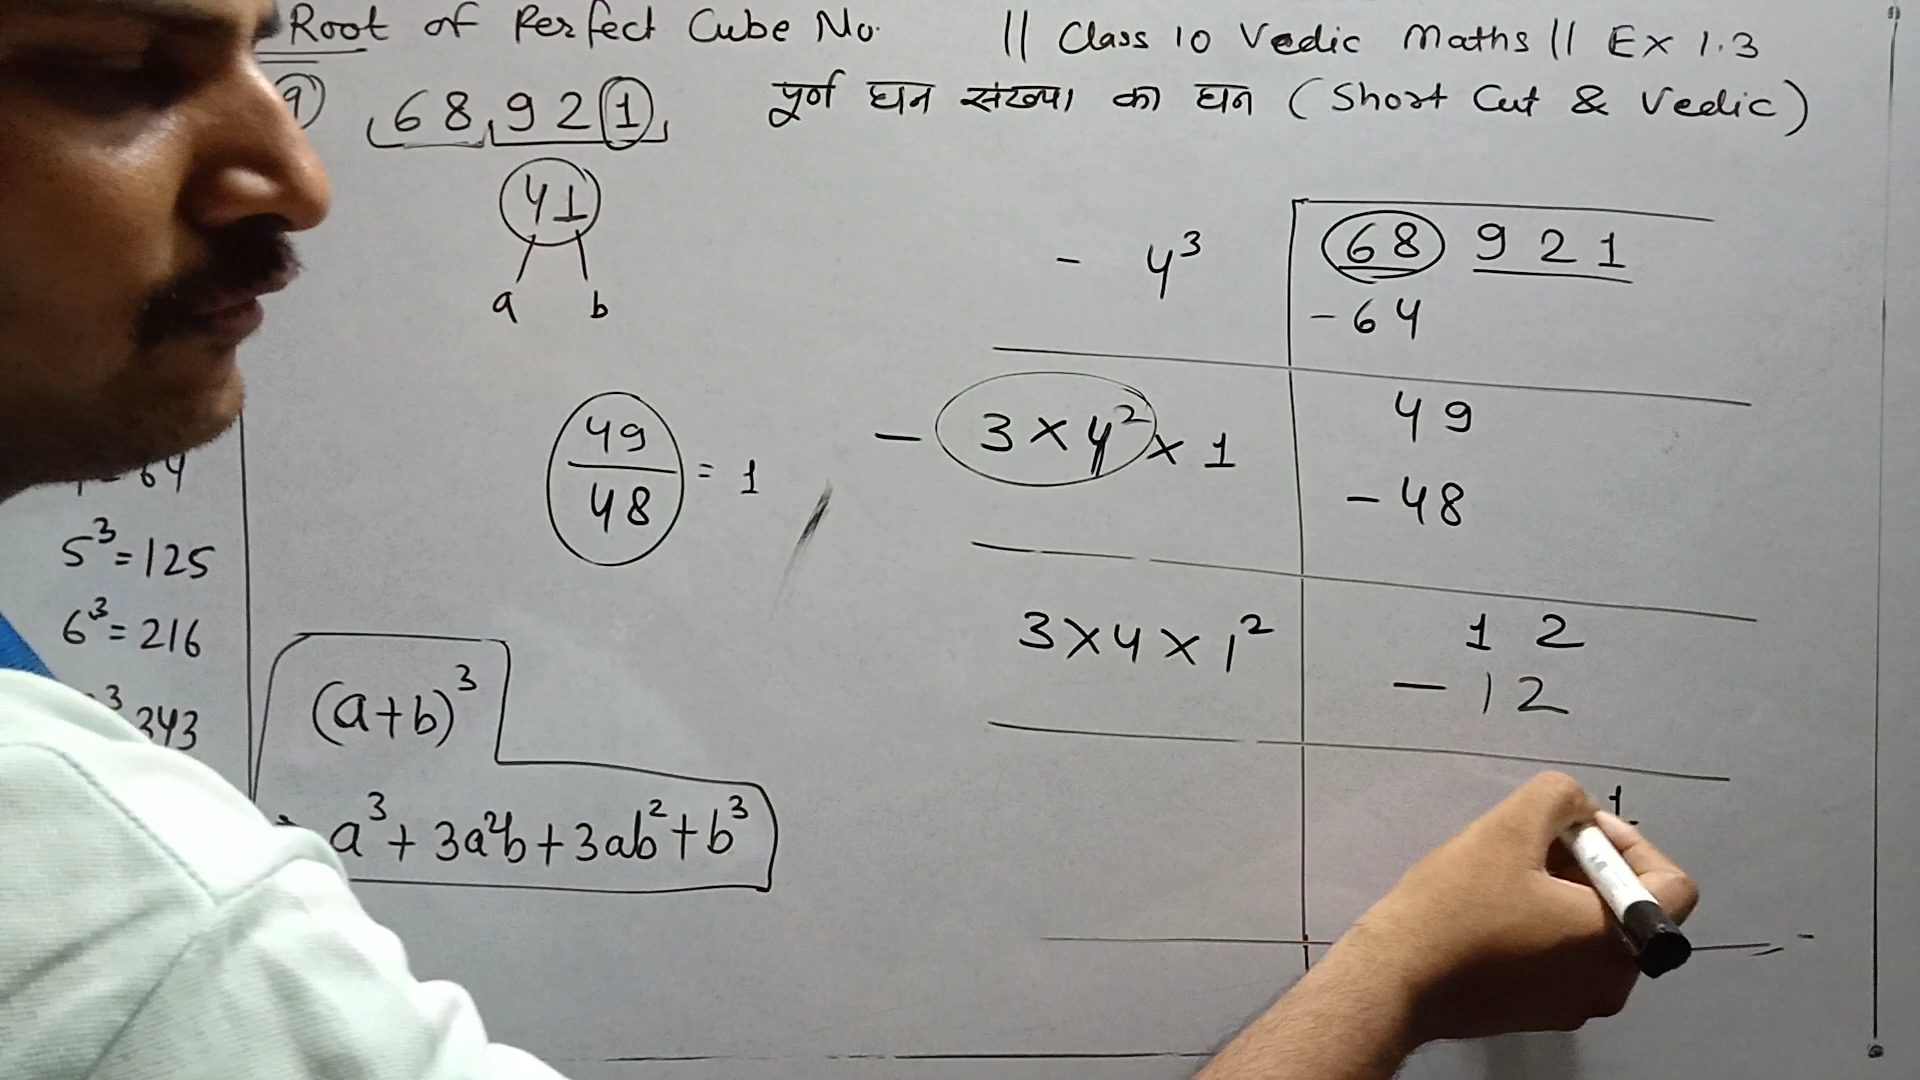 Root of Perfect Cube No. || Class 10 Vedic Maths || Ex 1.3
9) 68,921 पूर्ण घन संख्या का घन (Short Cut & Vedic)
41
a b
- 4³ 68 921
-64
- 3×4²×1 49
-48
49/48 = 1
3×4×1² 12
-12
1
64
5³=125
6³=216
³ 343
(a+b)³
a³+3a²b+3ab²+b³